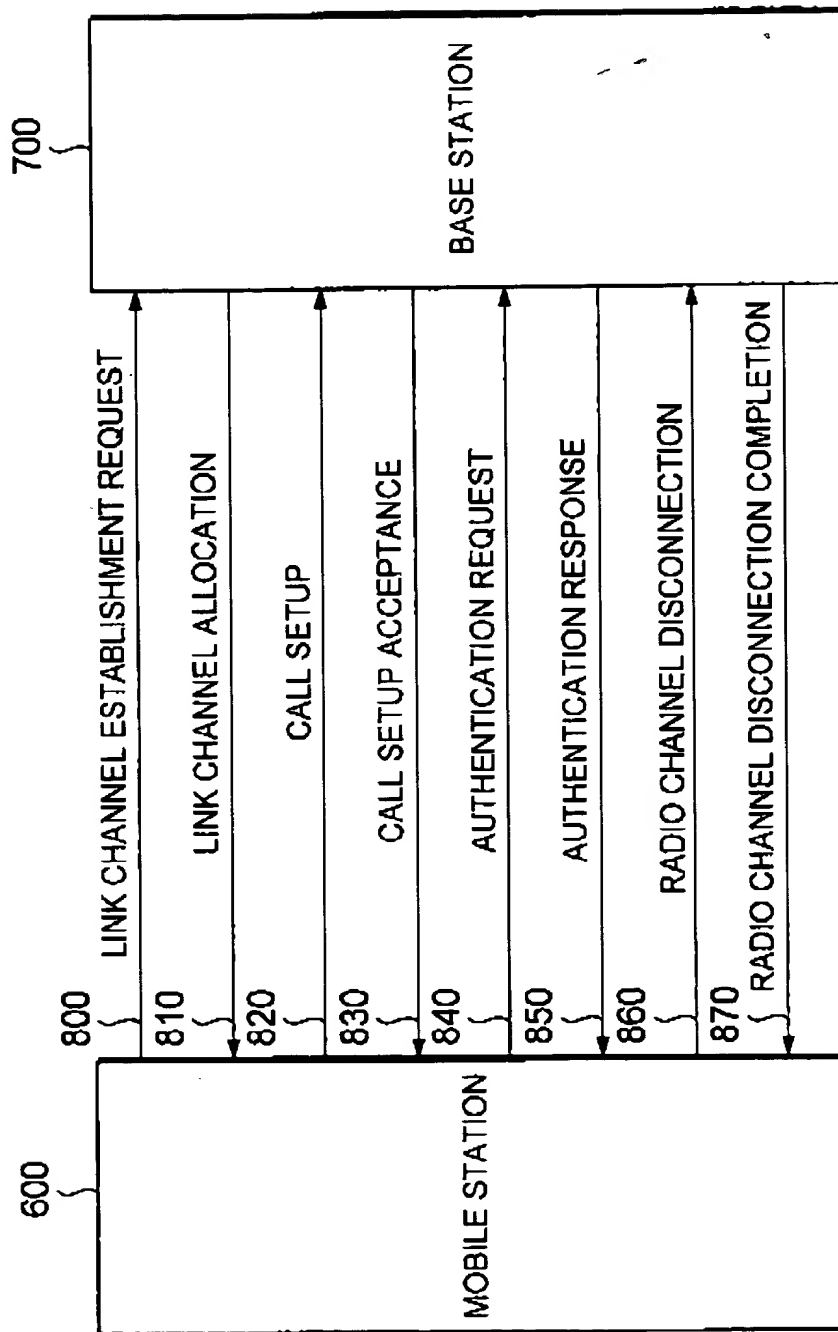 600
MOBILE STATION
700
BASE STATION
800
LINK CHANNEL ESTABLISHMENT REQUEST
810
LINK CHANNEL ALLOCATION
820
CALL SETUP
830
CALL SETUP ACCEPTANCE
840
AUTHENTICATION REQUEST
850
AUTHENTICATION RESPONSE
860
RADIO CHANNEL DISCONNECTION
870
RADIO CHANNEL DISCONNECTION COMPLETION